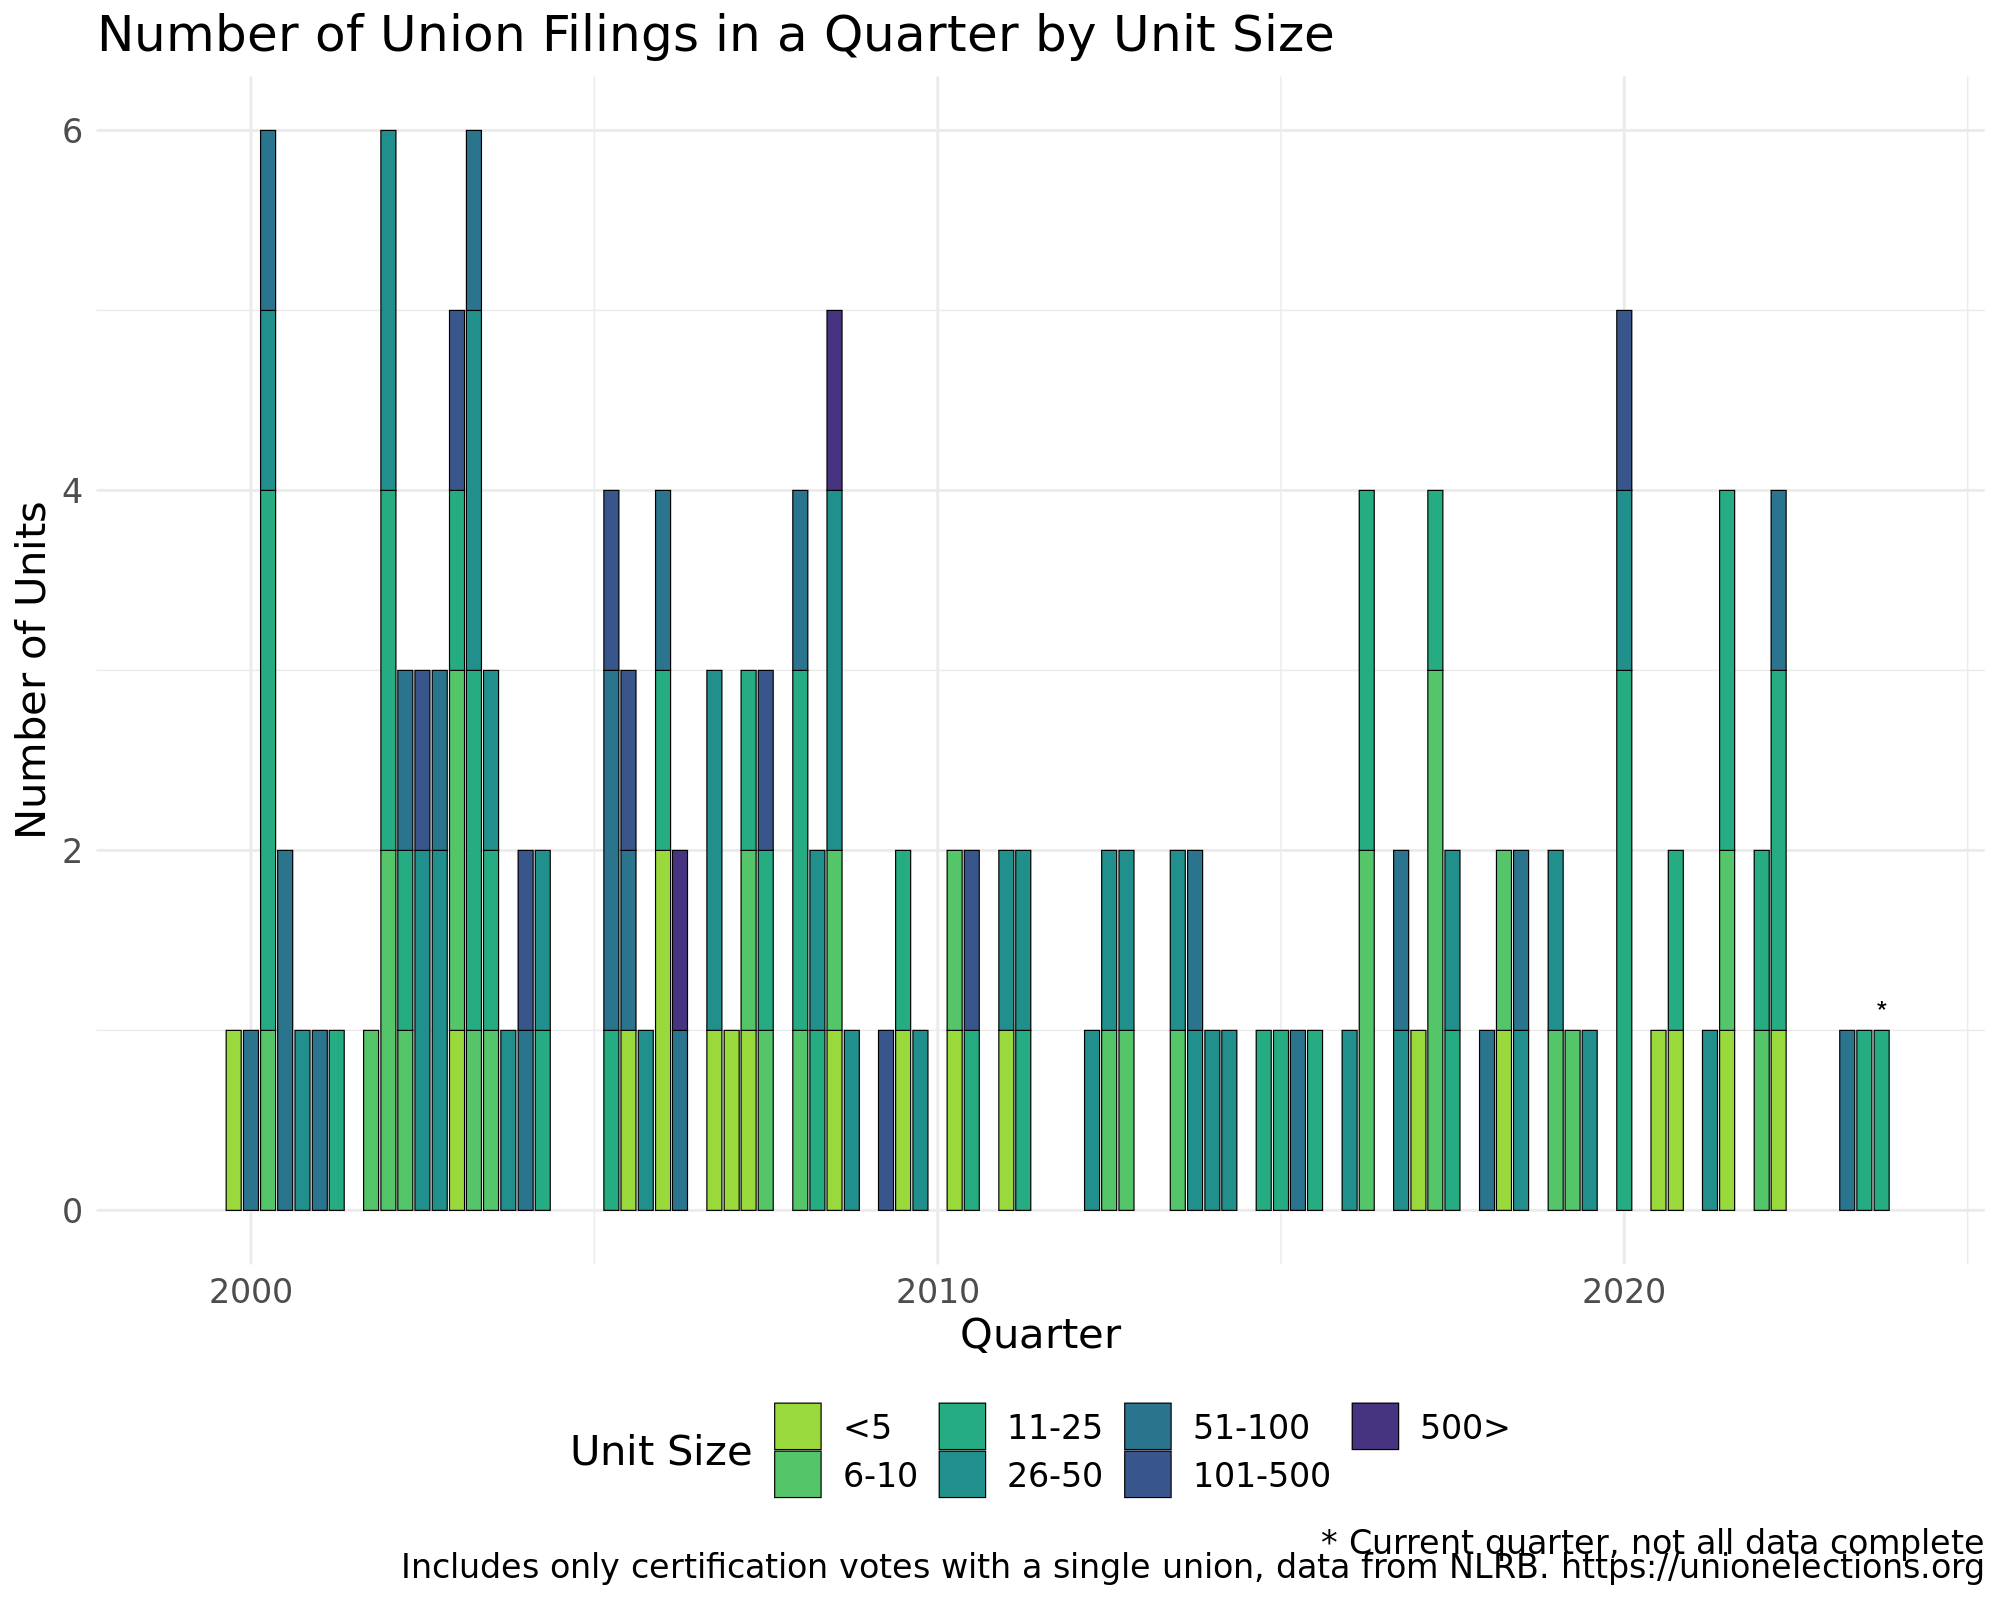 Number of Union Filings in a Quarter by Unit Size
6
4
2
0
Number of Units
*
2000
2010
2020
Quarter
Unit Size
<5
11-25
51-100
500>
6-10
26-50
101-500
* Current quarter, not all data complete
Includes only certification votes with a single union, data from NLRB. https://unionelections.org